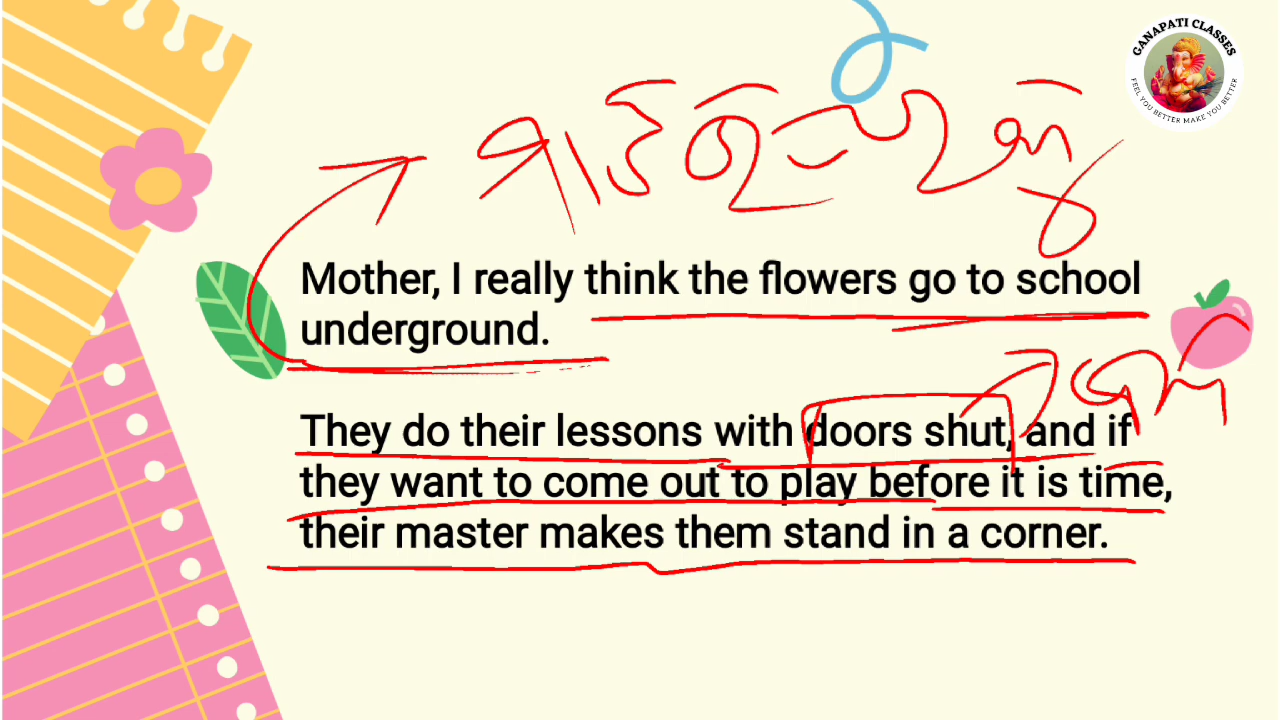 GANAPATI CLASSES
FEEL YOU BETTER MAKE YOU BETTER
Mother, I really think the flowers go to school
underground.
They do their lessons with doors shut, and if
they want to come out to play before it is time,
their master makes them stand in a corner.